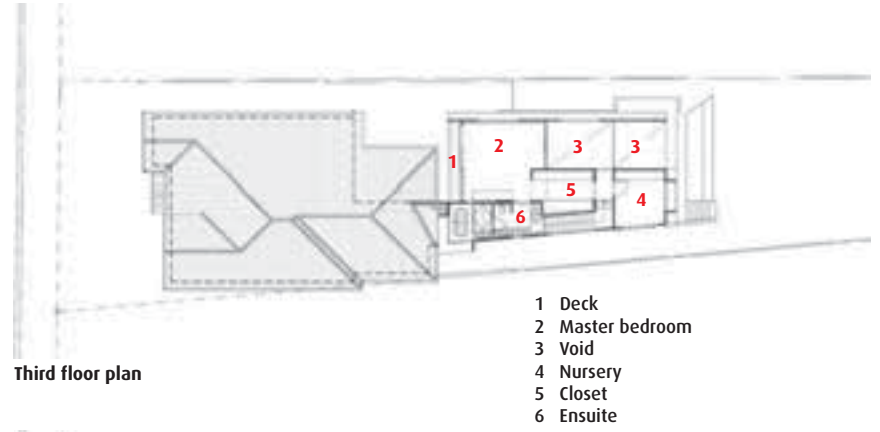 2
3
3
1
5
4
6
1 Deck
2 Master bedroom
3 Void
4 Nursery
5 Closet
6 Ensuite
Third floor plan